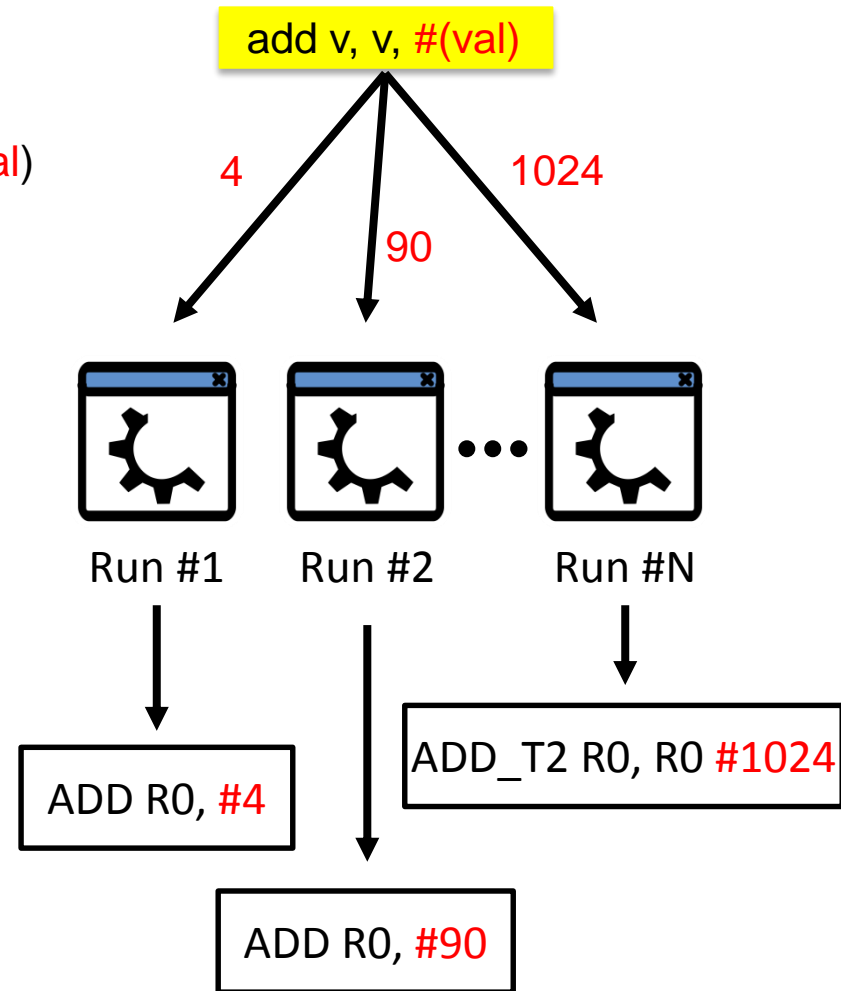 add v, v, #(val)
al)
4
1024
90
Run #1
Run #2
Run #N
ADD_T2 R0, R0 #1024
ADD R0, #4
ADD R0, #90